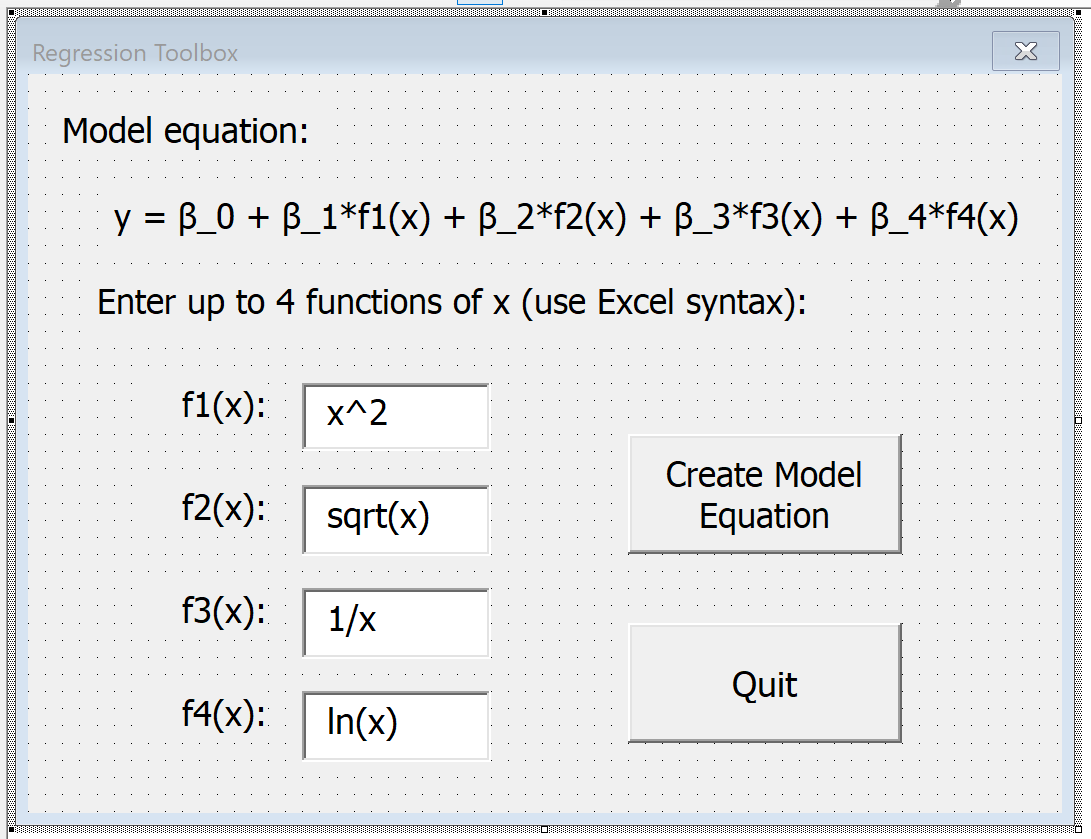 Regression Toolbox
Model equation:
y = β_0 + β_1*f1(x) + β_2*f2(x) + β_3*f3(x) + β_4*f4(x)
Enter up to 4 functions of x (use Excel syntax):
f1(x): x^2
f2(x): sqrt(x)
f3(x): 1/x
f4(x): ln(x)
Create Model
Equation
Quit